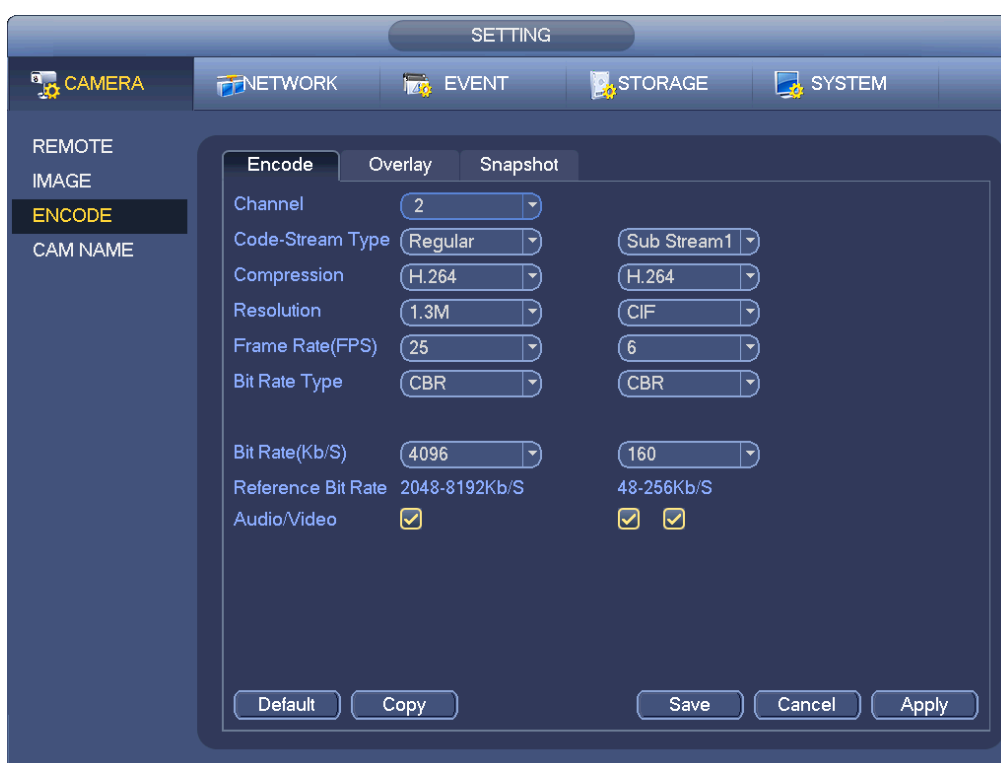 SETTING
CAMERA NETWORK EVENT STORAGE SYSTEM
REMOTE
IMAGE
ENCODE
CAM NAME
Encode Overlay Snapshot
Channel 2
Code-Stream Type Regular Sub Stream1
Compression H.264 H.264
Resolution 1.3M CIF
Frame Rate(FPS) 25 6
Bit Rate Type CBR CBR
Bit Rate(Kb/S) 4096 160
Reference Bit Rate 2048-8192Kb/S 48-256Kb/S
Audio/Video
Default Copy Save Cancel Apply